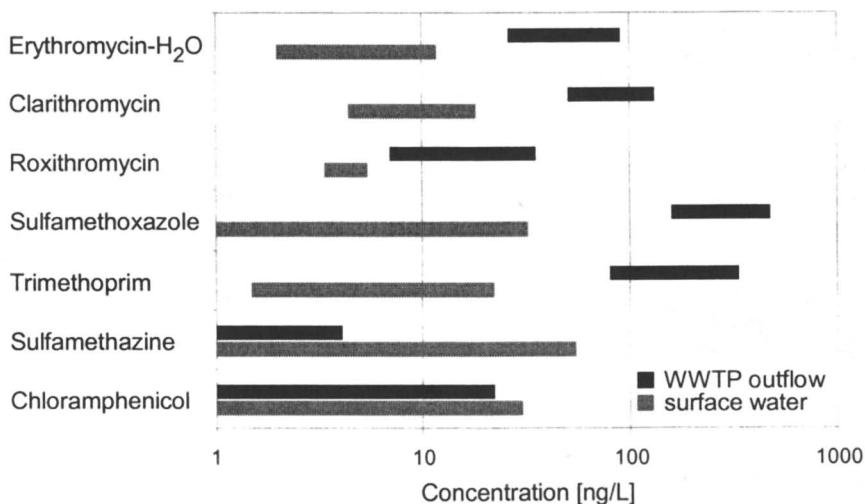 Erythromycin-H₂O
Clarithromycin
Roxithromycin
Sulfamethoxazole
Trimethoprim
Sulfamethazine
Chloramphenicol
WWTP outflow
surface water
1 10 100 1000
Concentration [ng/L]